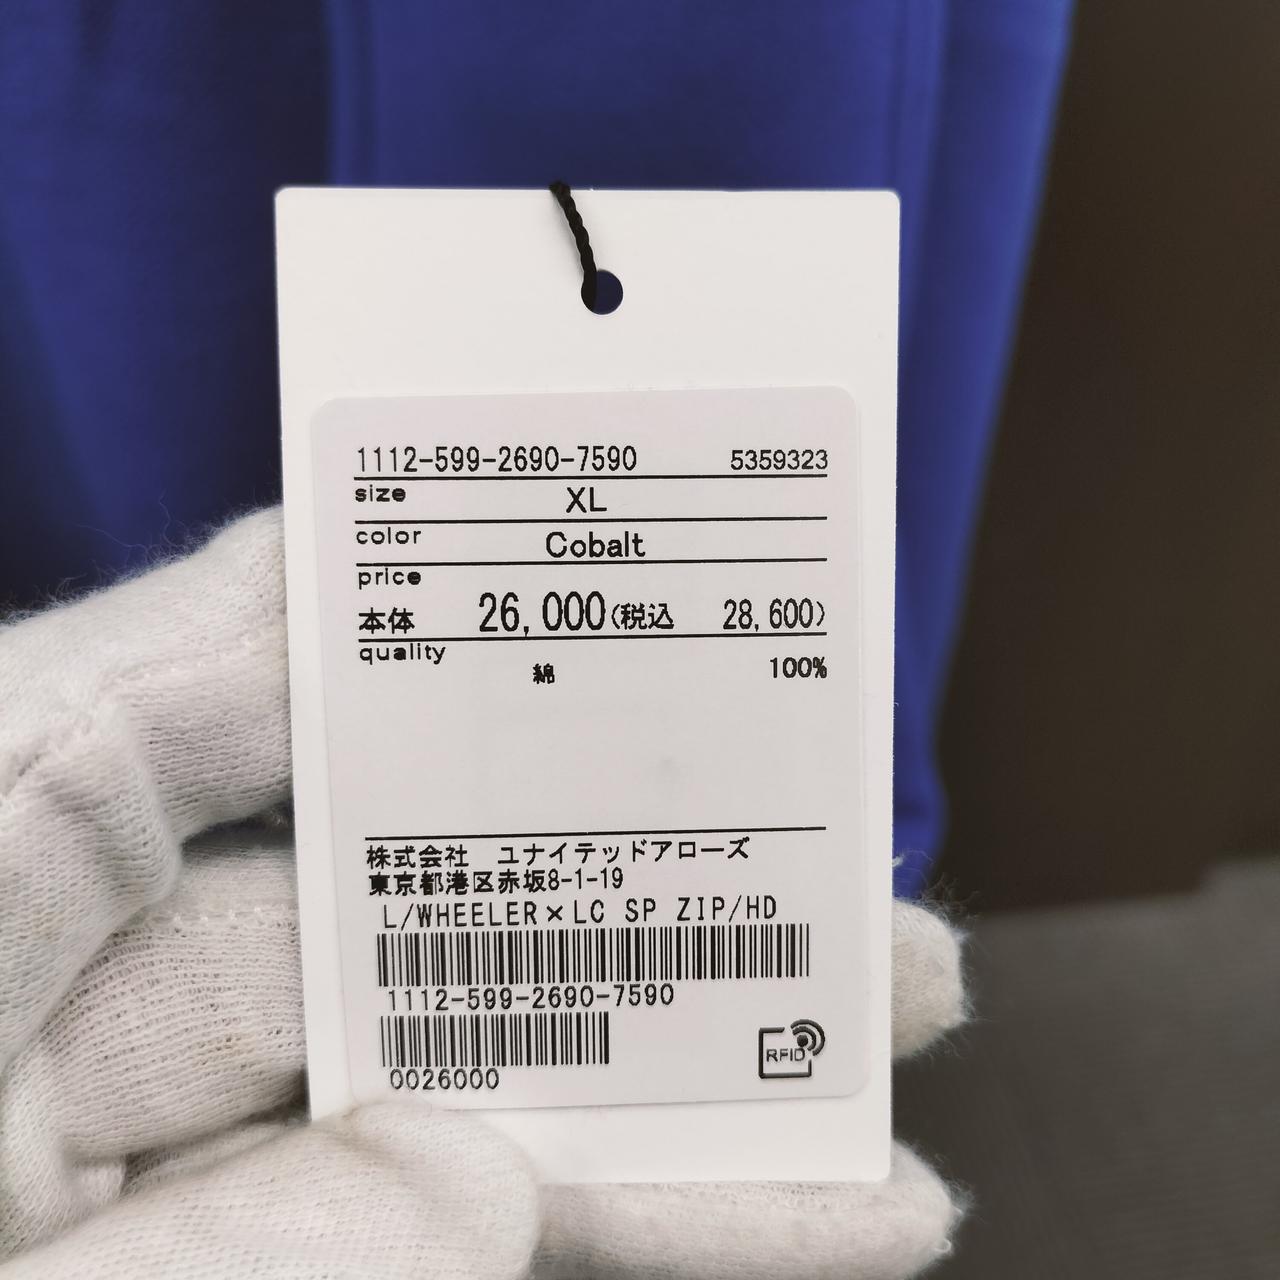 1112-599-2690-7590 5359323
size XL
color Cobalt
price
本体 26,000(税込 28,600)
quality
綿 100%
株式会社 ユナイテッドアローズ
東京都港区赤坂8-1-19
L/WHEELER×LC SP ZIP/HD
1112-599-2690-7590
0026000
RFID